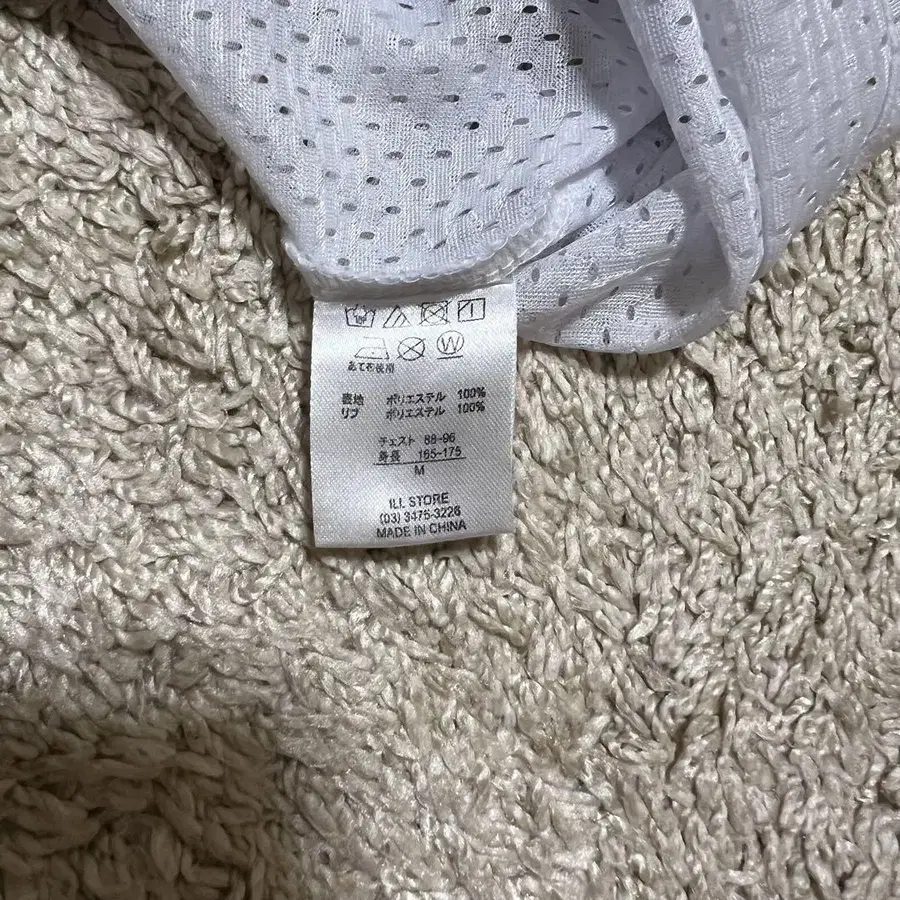 W
あて布使用
表地 ポリエステル 100%
リブ ポリエステル 100%
チェスト 88-96
身長 165-175
M
ILL STORE
(03) 3475-3226
MADE IN CHINA